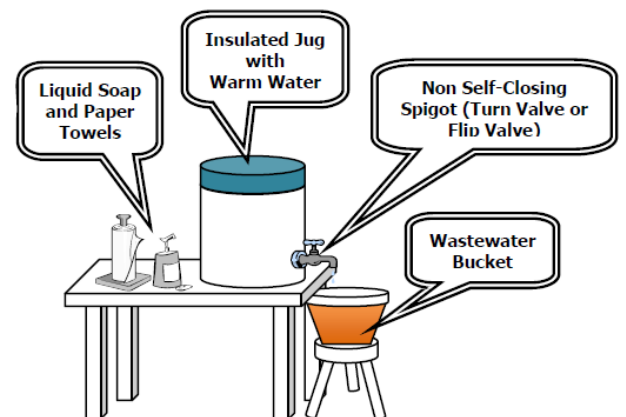 Insulated Jug
with
Warm Water
Liquid Soap
and Paper
Towels
Non Self-Closing
Spigot (Turn Valve or
Flip Valve)
Wastewater
Bucket